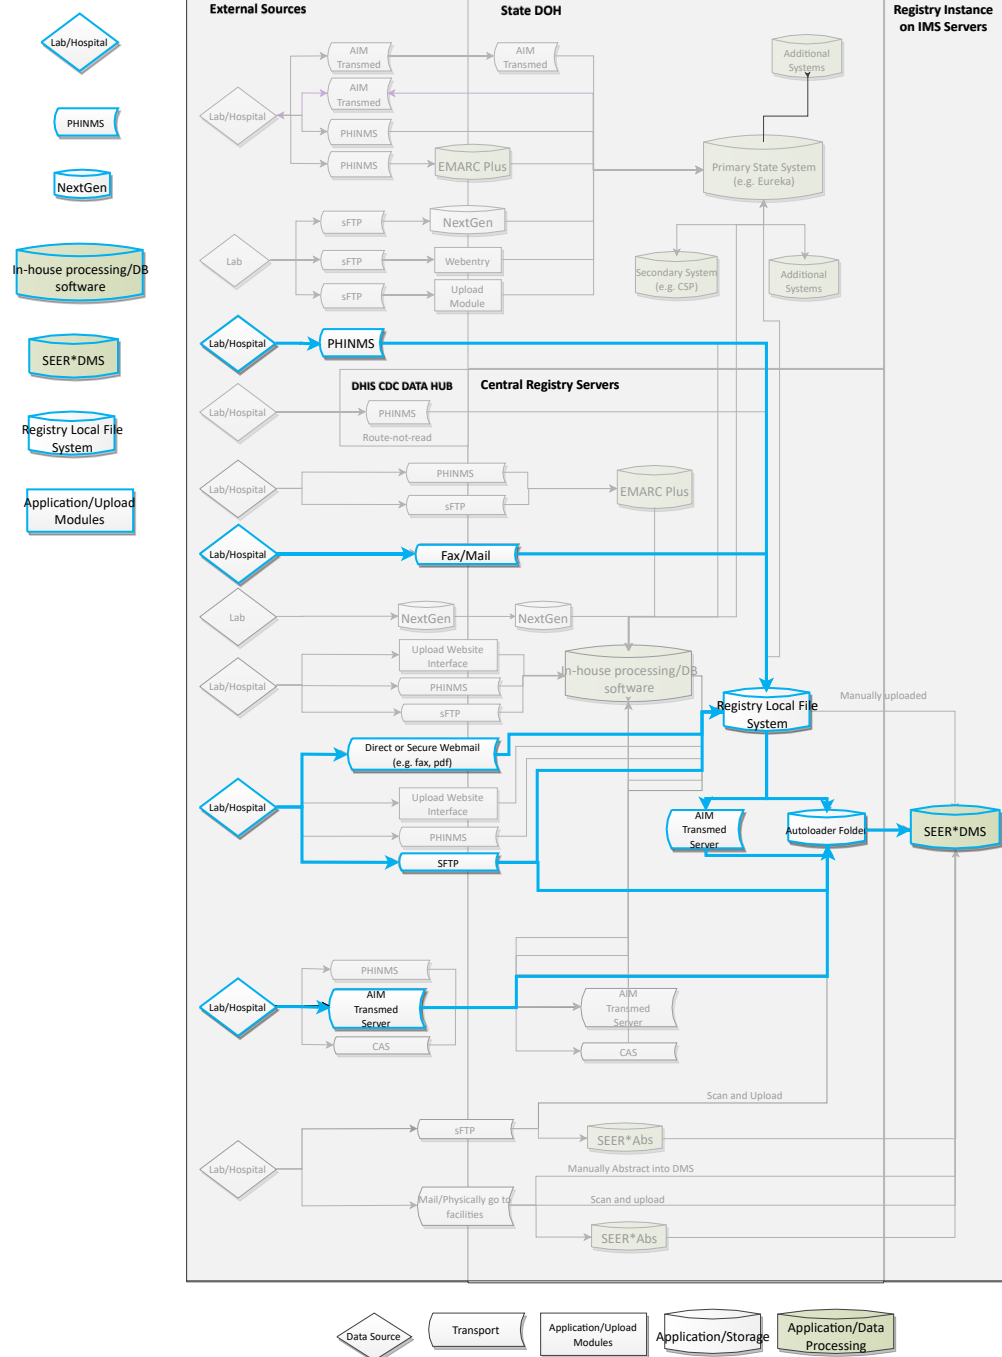 External Sources
State DOH
Registry Instance
on IMS Servers
Lab/Hospital
PHINMS
NextGen
In-house processing/DB
software
SEER*DMS
Registry Local File
System
Application/Upload
Modules
AIM
Transmed
AIM
Transmed
Additional
Systems
Lab/Hospital
AIM
Transmed
PHINMS
PHINMS
EMARC Plus
Primary State System
(e.g. Eureka)
sFTP
NextGen
Lab
sFTP
Webentry
Secondary System
(e.g. CSP)
Additional
Systems
sFTP
Upload
Module
Lab/Hospital
PHINMS
DHIS CDC DATA HUB
Central Registry Servers
Lab/Hospital
PHINMS
Route-not-read
Lab/Hospital
PHINMS
sFTP
EMARC Plus
Lab/Hospital
Fax/Mail
Lab
NextGen
NextGen
Upload Website
Interface
Lab/Hospital
PHINMS
sFTP
In-house processing/DB
software
Manually uploaded
Registry Local File
System
Direct or Secure Webmail
(e.g. fax, pdf)
Lab/Hospital
Upload Website
Interface
PHINMS
SFTP
AIM
Transmed
Server
Autoloader Folder
SEER*DMS
PHINMS
Lab/Hospital
AIM
Transmed
Server
CAS
AIM
Transmed
Server
CAS
Scan and Upload
sFTP
SEER*Abs
Lab/Hospital
Manually Abstract into DMS
Mail/Physically go to
facilities
Scan and upload
SEER*Abs
Data Source
Transport
Application/Upload
Modules
Application/Storage
Application/Data
Processing